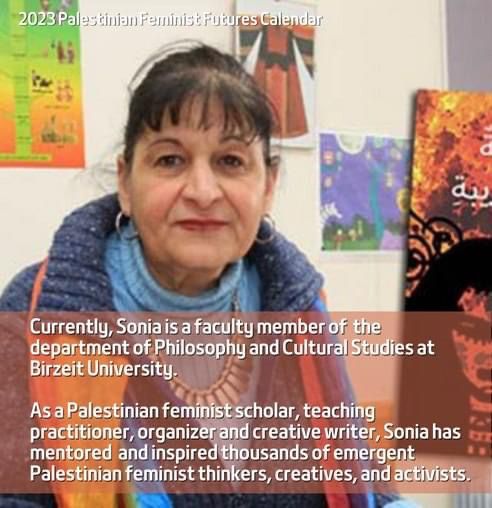 2023 Palestinian Feminist Futures Calendar
Currently, Sonia is a faculty member of the
department of Philosophy and Cultural Studies at
Birzeit University.
As a Palestinian feminist scholar, teaching
practitioner, organizer and creative writer, Sonia has
mentored and inspired thousands of emergent
Palestinian feminist thinkers, creatives, and activists.